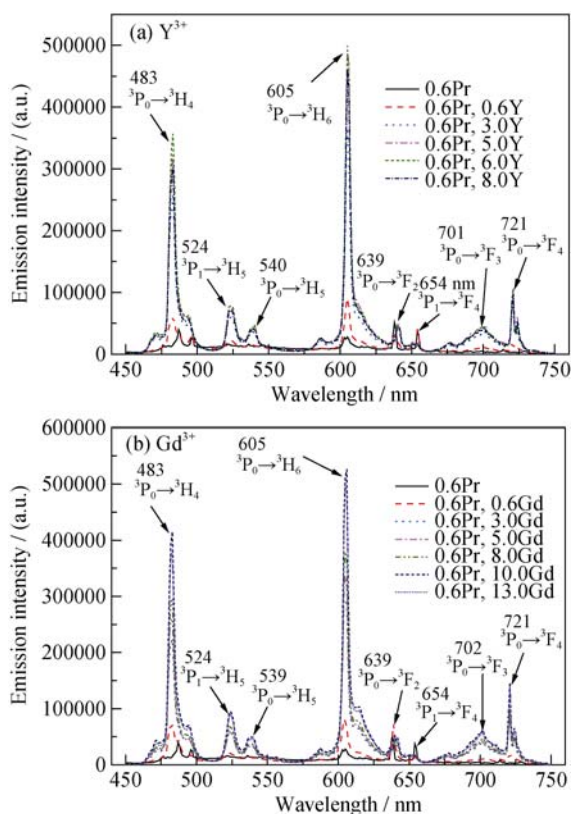 (a) Y³⁺
Emission intensity / (a.u.)
500000
400000
300000
200000
100000
0
483
³P₀→³H₄
524
³P₁→³H₅
540
³P₀→³H₅
605
³P₀→³H₆
0.6Pr
0.6Pr, 0.6Y
0.6Pr, 3.0Y
0.6Pr, 5.0Y
0.6Pr, 6.0Y
0.6Pr, 8.0Y
639
³P₀→³F₂
654 nm
³P₁→³F₄
701
³P₀→³F₃
721
³P₀→³F₄
450 500 550 600 650 700 750
Wavelength / nm
(b) Gd³⁺
Emission intensity / (a.u.)
600000
500000
400000
300000
200000
100000
0
483
³P₀→³H₄
524
³P₁→³H₅
539
³P₀→³H₅
605
³P₀→³H₆
0.6Pr
0.6Pr, 0.6Gd
0.6Pr, 3.0Gd
0.6Pr, 5.0Gd
0.6Pr, 8.0Gd
0.6Pr, 10.0Gd
0.6Pr, 13.0Gd
639
³P₀→³F₂
654
³P₁→³F₄
702
³P₀→³F₃
721
³P₀→³F₄
450 500 550 600 650 700 750
Wavelength / nm